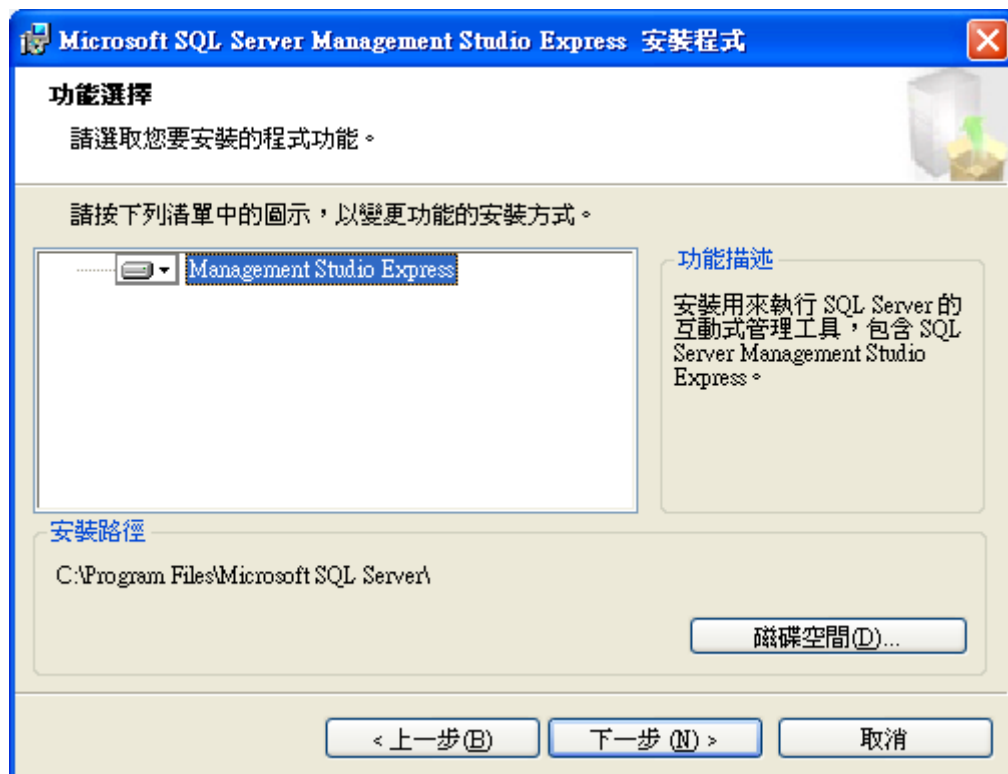 Microsoft SQL Server Management Studio Express 安裝程式
功能選擇
請選取您要安裝的程式功能。
請按下列清單中的圖示，以變更功能的安裝方式。
Management Studio Express
功能描述
安裝用來執行 SQL Server 的
互動式管理工具，包含 SQL
Server Management Studio
Express。
安裝路徑
C:\Program Files\Microsoft SQL Server\
磁碟空間(D)...
< 上一步(B)
下一步 (N) >
取消